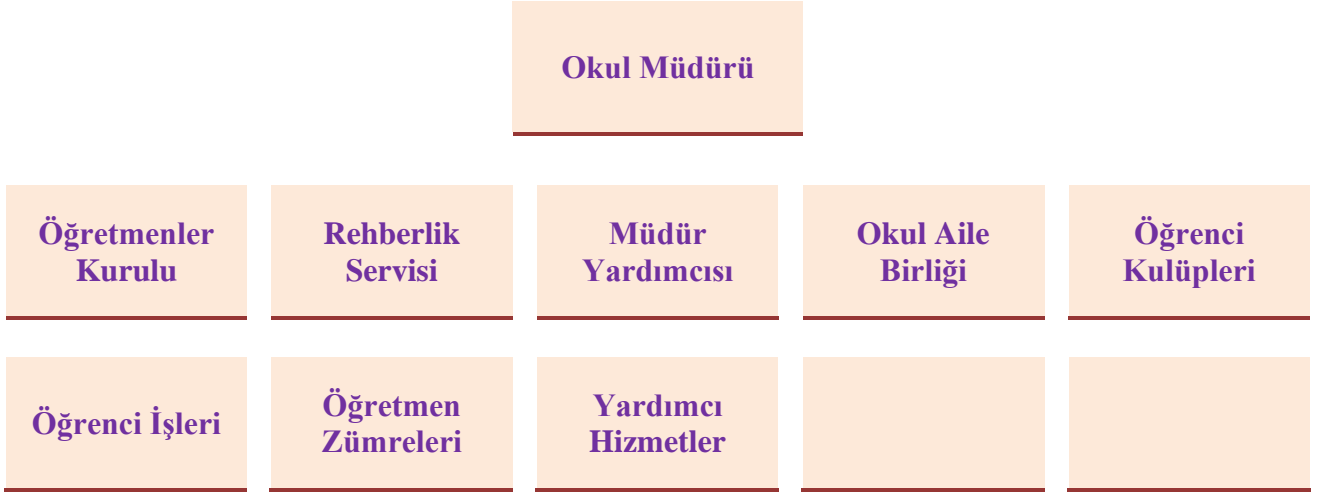 Okul Müdürü
Öğretmenler
Kurulu
Rehberlik
Servisi
Müdür
Yardımcısı
Okul Aile
Birliği
Öğrenci
Kulüpleri
Öğrenci İşleri
Öğretmen
Zümreleri
Yardımcı
Hizmetler